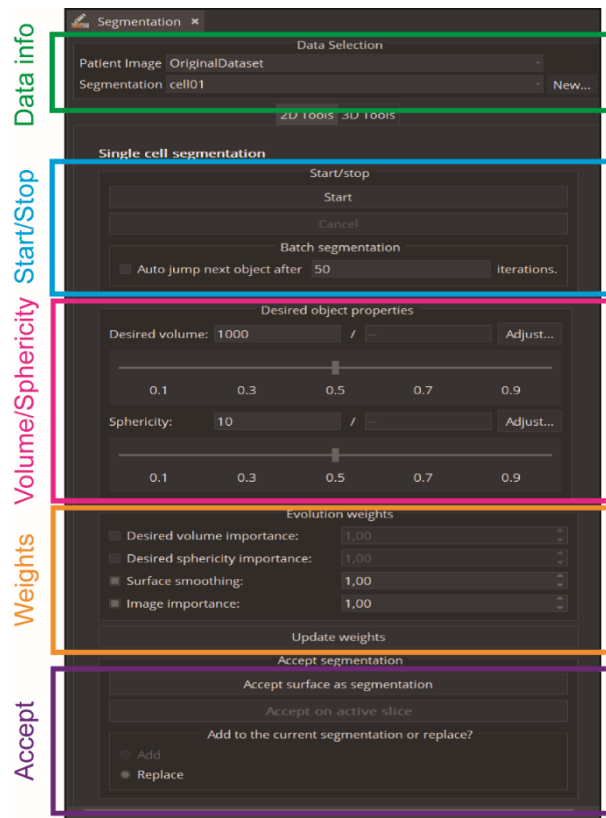 Segmentation ×
Data info
Data Selection
Patient Image OriginalDataset
Segmentation cell01 New...
2D Tools 3D Tools
Single cell segmentation
Start/Stop
Start/stop
Start
Cancel
Batch segmentation
Auto jump next object after 50 iterations.
Volume/Sphericity
Desired object properties
Desired volume: 1000 / -- Adjust...
0.1 0.3 0.5 0.7 0.9
Sphericity: 10 / -- Adjust...
0.1 0.3 0.5 0.7 0.9
Weights
Evolution weights
Desired volume importance: 1,00
Desired sphericity importance: 1,00
Surface smoothing: 1,00
Image importance: 1,00
Update weights
Accept
Accept segmentation
Accept surface as segmentation
Accept on active slice
Add to the current segmentation or replace?
Add
Replace